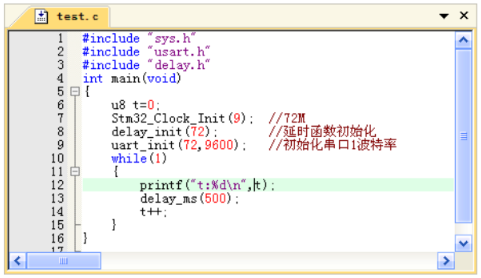 test.c
1 #include "sys.h"
2 #include "usart.h"
3 #include "delay.h"
4 int main(void)
5 {
6 u8 t=0;
7 Stm32_Clock_Init(9); //72M
8 delay_init(72); //延时函数初始化
9 uart_init(72,9600); //初始化串口1波特率
10 while(1)
11 {
12 printf("t:%d\n",t);
13 delay_ms(500);
14 t++;
15 }
16 }
17